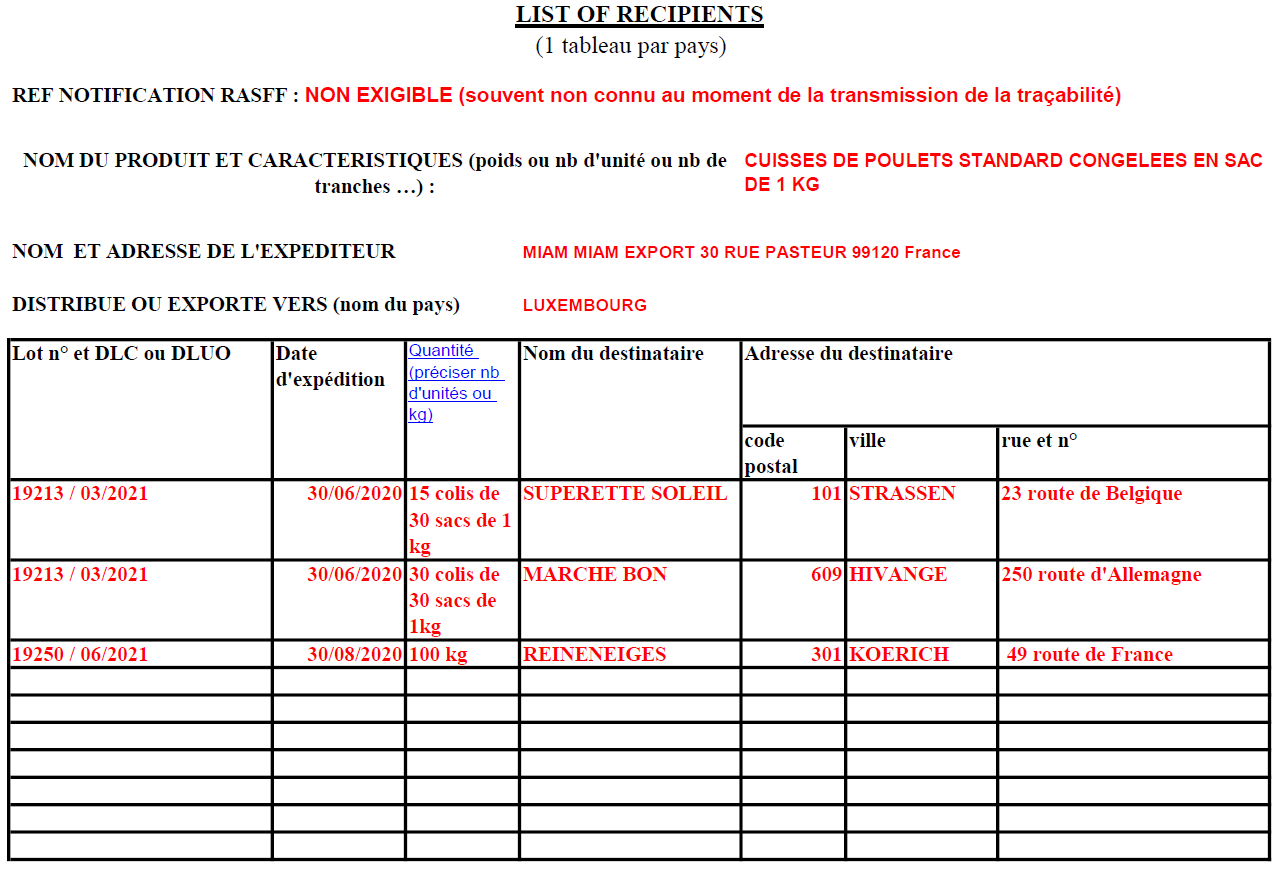 LIST OF RECIPIENTS
(1 tableau par pays)
REF NOTIFICATION RASFF : NON EXIGIBLE (souvent non connu au moment de la transmission de la traçabilité)
NOM DU PRODUIT ET CARACTERISTIQUES (poids ou nb d'unité ou nb de
tranches …) :
CUISSES DE POULETS STANDARD CONGELEES EN SAC
DE 1 KG
NOM ET ADRESSE DE L'EXPEDITEUR
MIAM MIAM EXPORT 30 RUE PASTEUR 99120 France
DISTRIBUE OU EXPORTE VERS (nom du pays)
LUXEMBOURG
Lot n° et DLC ou DLUO
Date
d'expédition
Quantité
(préciser nb
d'unités ou
kg)
Nom du destinataire
Adresse du destinataire
code
postal
ville
rue et n°
19213 / 03/2021
30/06/2020
15 colis de
30 sacs de 1
kg
SUPERETTE SOLEIL
101
STRASSEN
23 route de Belgique
19213 / 03/2021
30/06/2020
30 colis de
30 sacs de
1kg
MARCHE BON
609
HIVANGE
250 route d'Allemagne
19250 / 06/2021
30/08/2020
100 kg
REINENEIGES
301
KOERICH
49 route de France